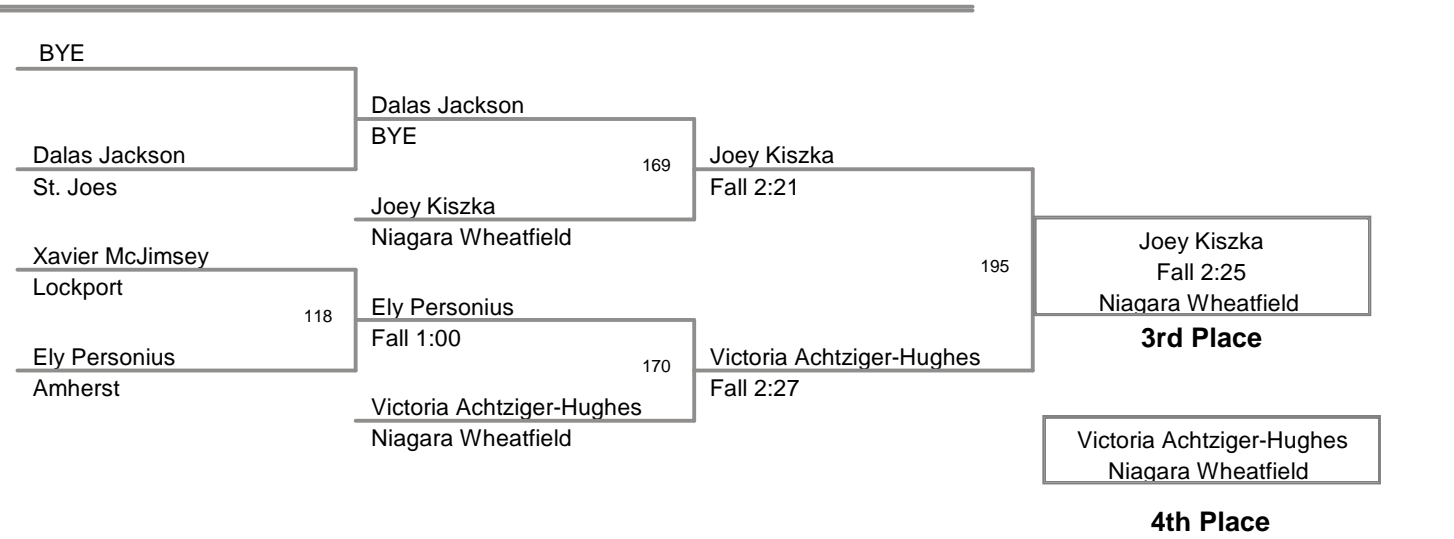 BYE
Dalas Jackson
St. Joes
Xavier McJimsey
Lockport
118
Ely Personius
Amherst
Dalas Jackson
BYE
169
Joey Kiszka
Niagara Wheatfield
Ely Personius
Fall 1:00
170
Victoria Achtziger-Hughes
Niagara Wheatfield
Joey Kiszka
Fall 2:21
195
Victoria Achtziger-Hughes
Fall 2:27
Joey Kiszka
Fall 2:25
Niagara Wheatfield
3rd Place
Victoria Achtziger-Hughes
Niagara Wheatfield
4th Place